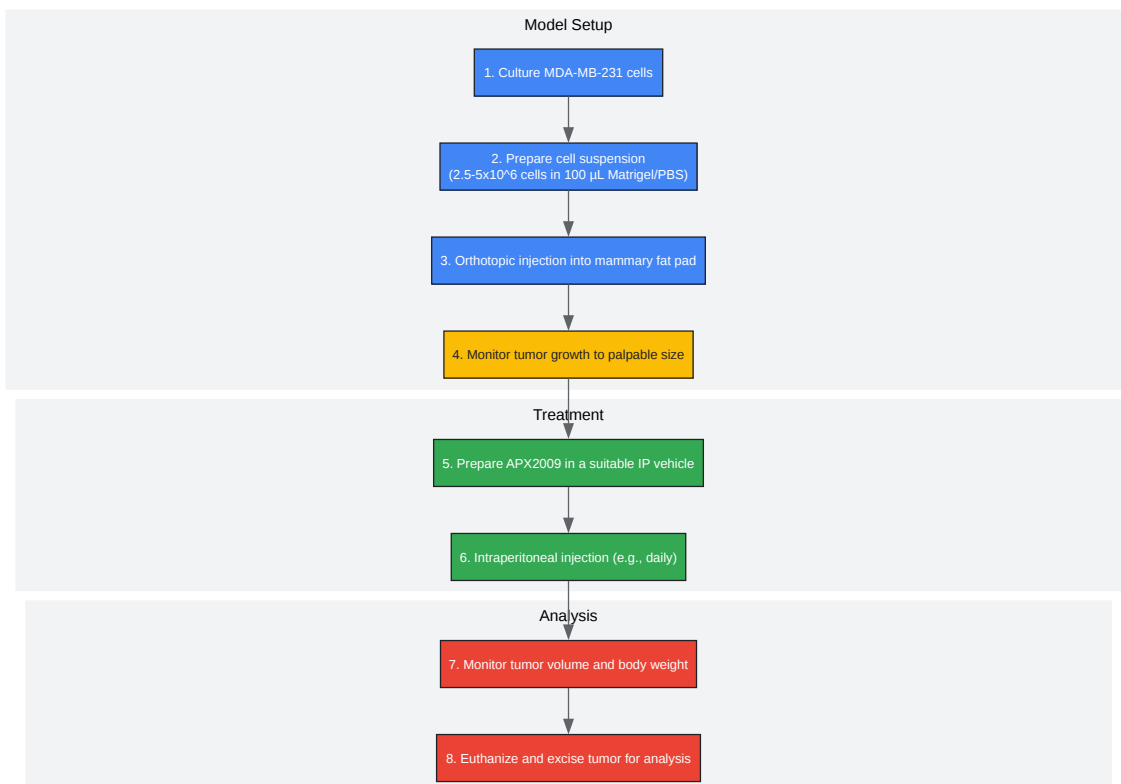 Model Setup
1. Culture MDA-MB-231 cells
2. Prepare cell suspension
(2.5-5x10^6 cells in 100 µL Matrigel/PBS)
3. Orthotopic injection into mammary fat pad
4. Monitor tumor growth to palpable size
Treatment
5. Prepare APX2009 in a suitable IP vehicle
6. Intraperitoneal injection (e.g., daily)
Analysis
7. Monitor tumor volume and body weight
8. Euthanize and excise tumor for analysis